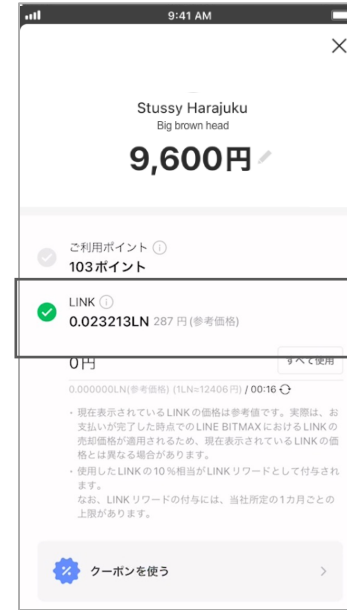 9:41 AM
Stussy Harajuku
Big brown head
9,600円
ご利用ポイント
103ポイント
LINK
0.023213LN 287 円 (参考価格)
0円 すべて使用
0.000000LN(参考価格) (1LN=12406円) / 00:16
・現在表示されているLINKの価格は参考値です。実際は、お
支払いが完了した時点でのLINE BITMAXにおけるLINKの
売却価格が適用されるため、現在表示されているLINKの価
格とは異なる場合があります。
・使用したLINKの10%相当がLINKリワードとして付与され
ます。
なお、LINKリワードの付与には、当社所定の1カ月ごとの
上限があります。
クーポンを使う